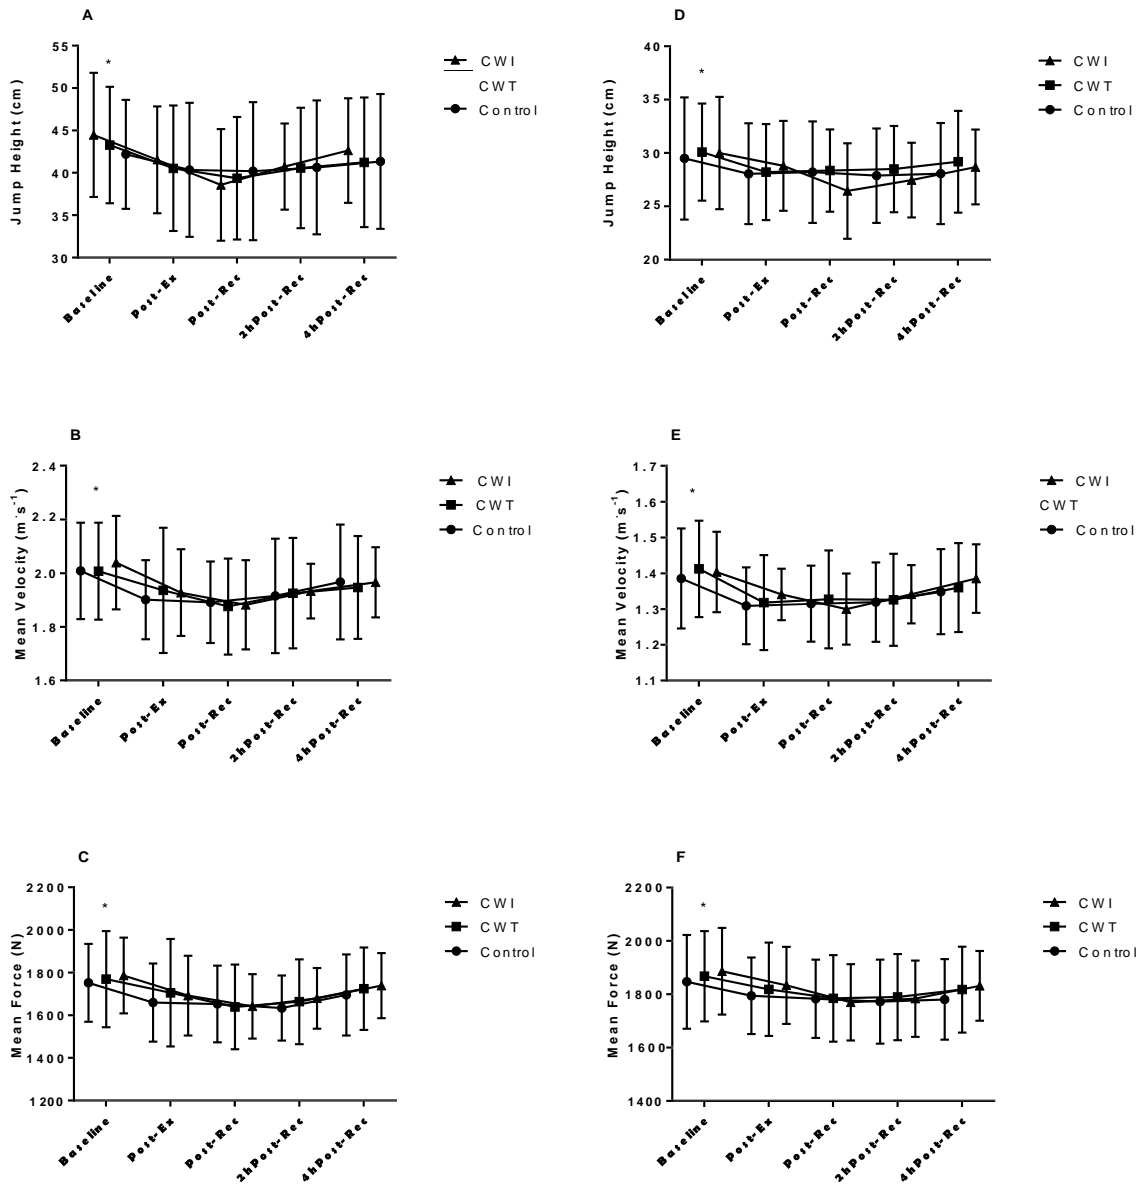 A
55
50
45
40
35
30
Jump Height (cm)
*
CWI
CWT
Control
Baseline
Post-Ex
Post-Rec
2hPost-Rec
4hPost-Rec
D
40
35
30
25
20
Jump Height (cm)
*
CWI
CWT
Control
Baseline
Post-Ex
Post-Rec
2hPost-Rec
4hPost-Rec
B
2.4
2.2
2.0
1.8
1.6
Mean Velocity (m·s⁻¹)
*
CWI
CWT
Control
Baseline
Post-Ex
Post-Rec
2hPost-Rec
4hPost-Rec
E
1.7
1.6
1.5
1.4
1.3
1.2
1.1
Mean Velocity (m·s⁻¹)
*
CWI
CWT
Control
Baseline
Post-Ex
Post-Rec
2hPost-Rec
4hPost-Rec
C
2200
2000
1800
1600
1400
1200
Mean Force (N)
*
CWI
CWT
Control
Baseline
Post-Ex
Post-Rec
2hPost-Rec
4hPost-Rec
F
2200
2000
1800
1600
1400
Mean Force (N)
*
CWI
CWT
Control
Baseline
Post-Ex
Post-Rec
2hPost-Rec
4hPost-Rec